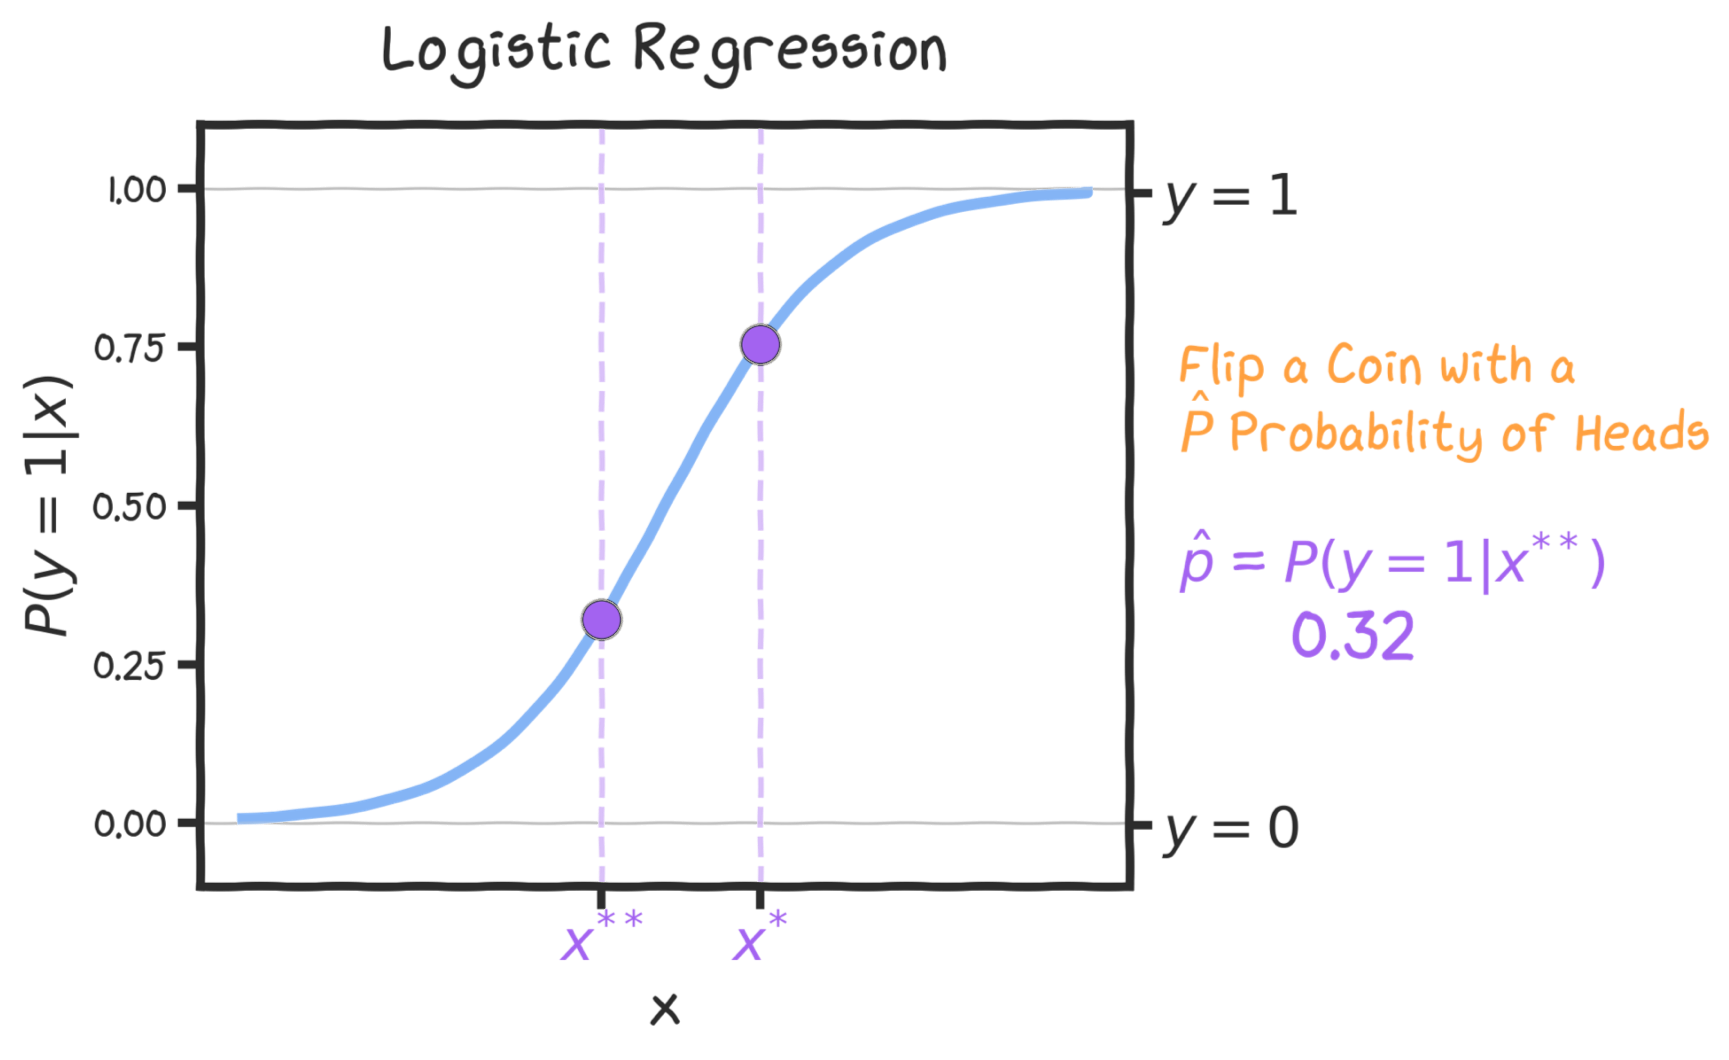 Logistic Regression
P(y = 1|x)
1.00
0.75
0.50
0.25
0.00
y = 1
y = 0
Flip a Coin with a
P̂ Probability of Heads
p̂ = P(y = 1|x**)
0.32
x**
x*
x